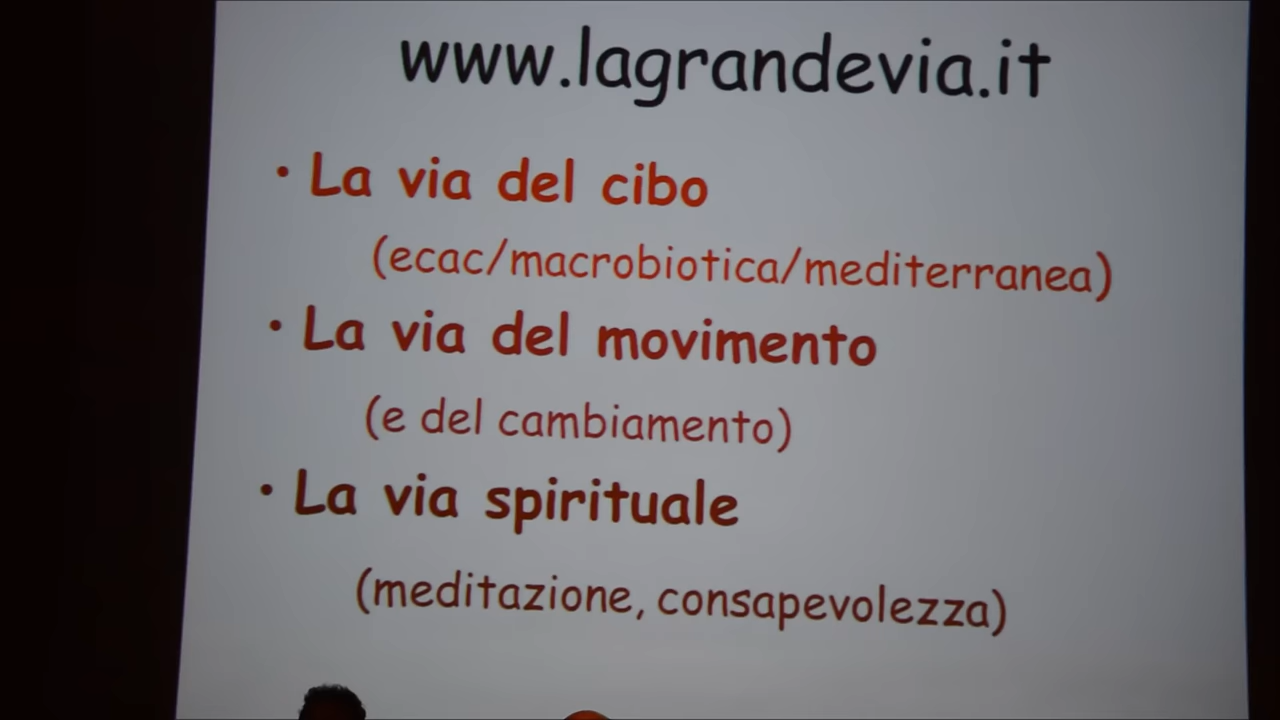 www.lagrandevia.it
• La via del cibo
(ecac/macrobiotica/mediterranea)
• La via del movimento
(e del cambiamento)
• La via spirituale
(meditazione, consapevolezza)